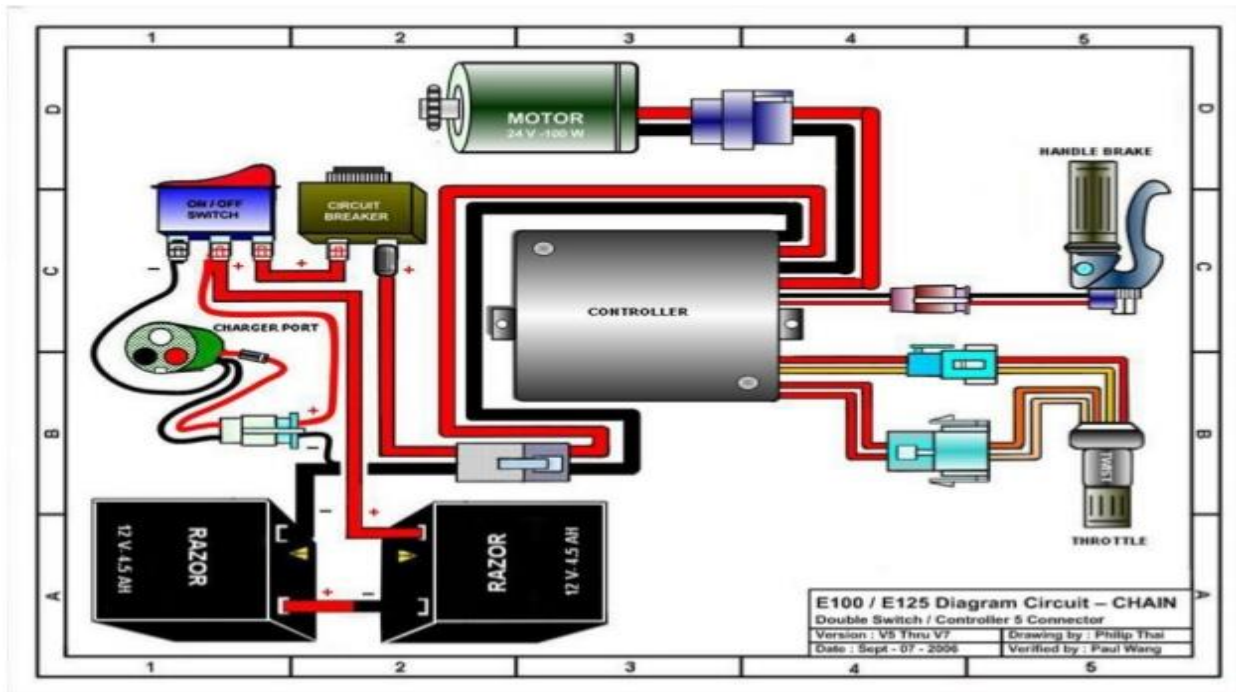 1 2 3 4 5
D D
MOTOR
24 V -100 W
HANDLE BRAKE
ON / OFF
SWITCH
CIRCUIT
BREAKER
− + + +
C C
CONTROLLER
CHARGER PORT
+
B B
−
TWIST
− +
RAZOR
12 V- 4.5 AH
RAZOR
12 V- 4.5 AH
THROTTLE
+ −
A A
E100 / E125 Diagram Circuit – CHAIN
Double Switch / Controller 5 Connector
Version : V5 Thru V7 Drawing by : Philip Thai
Date : Sept - 07 - 2006 Verified by : Paul Wang
1 2 3 4 5